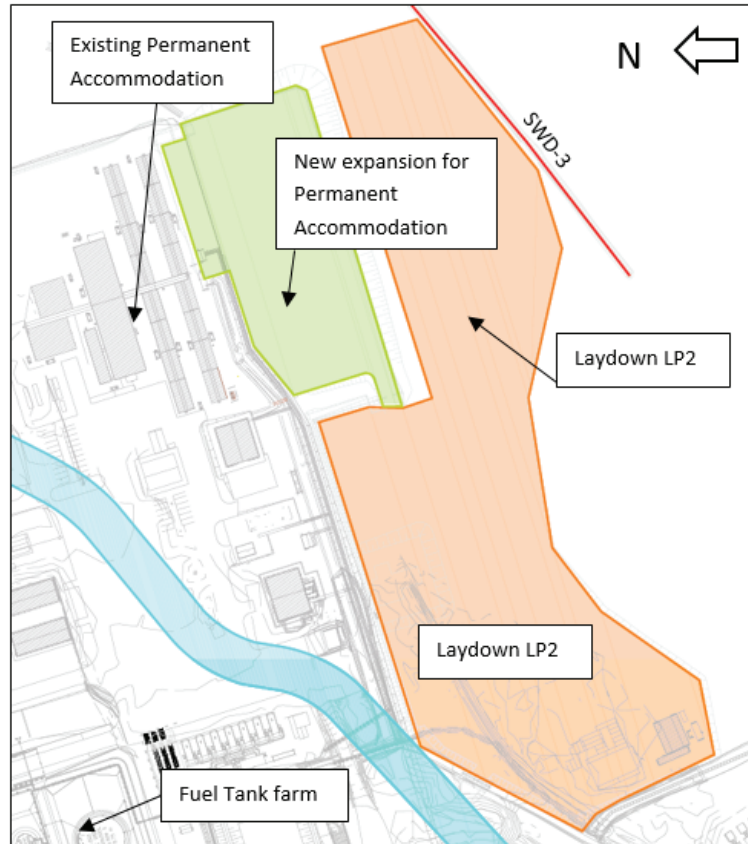 Existing Permanent
Accommodation
N
SWD-3
New expansion for
Permanent
Accommodation
Laydown LP2
Laydown LP2
Fuel Tank farm